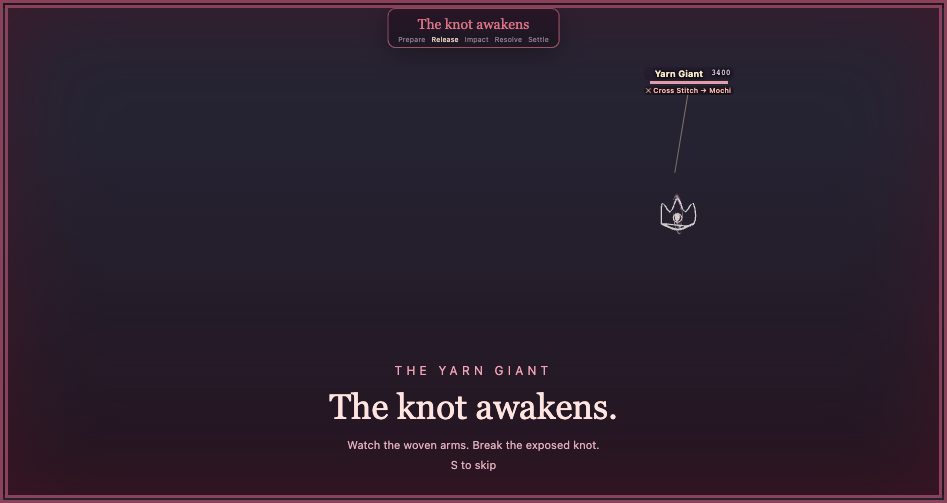 The knot awakens
Prepare Release Impact Resolve Settle
Yarn Giant 3400
× Cross Stitch → Mochi
THE YARN GIANT
The knot awakens.
Watch the woven arms. Break the exposed knot.
S to skip